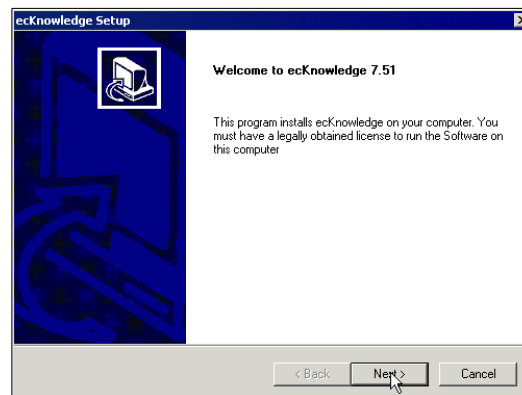 ecKnowledge Setup
Welcome to ecKnowledge 7.51
This program installs ecKnowledge on your computer. You
must have a legally obtained license to run the Software on
this computer
< Back
Next >
Cancel